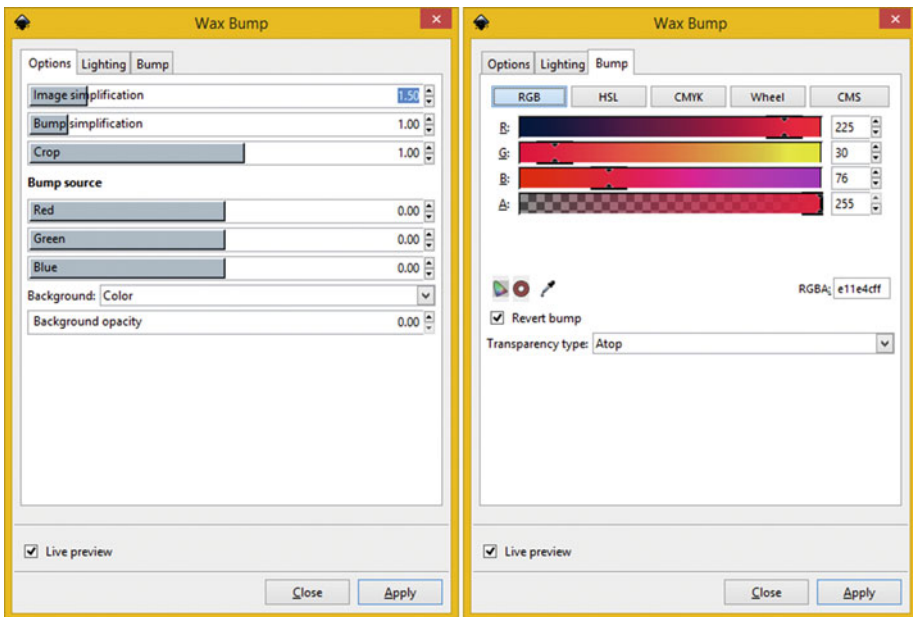 Wax Bump
Options Lighting Bump
Image simplification 1.50
Bump simplification 1.00
Crop 1.00
Bump source
Red 0.00
Green 0.00
Blue 0.00
Background: Color
Background opacity 0.00
Live preview
Close Apply
Wax Bump
Options Lighting Bump
RGB HSL CMYK Wheel CMS
R: 225
G: 30
B: 76
A: 255
RGBA: e11e4cff
Revert bump
Transparency type: Atop
Live preview
Close Apply